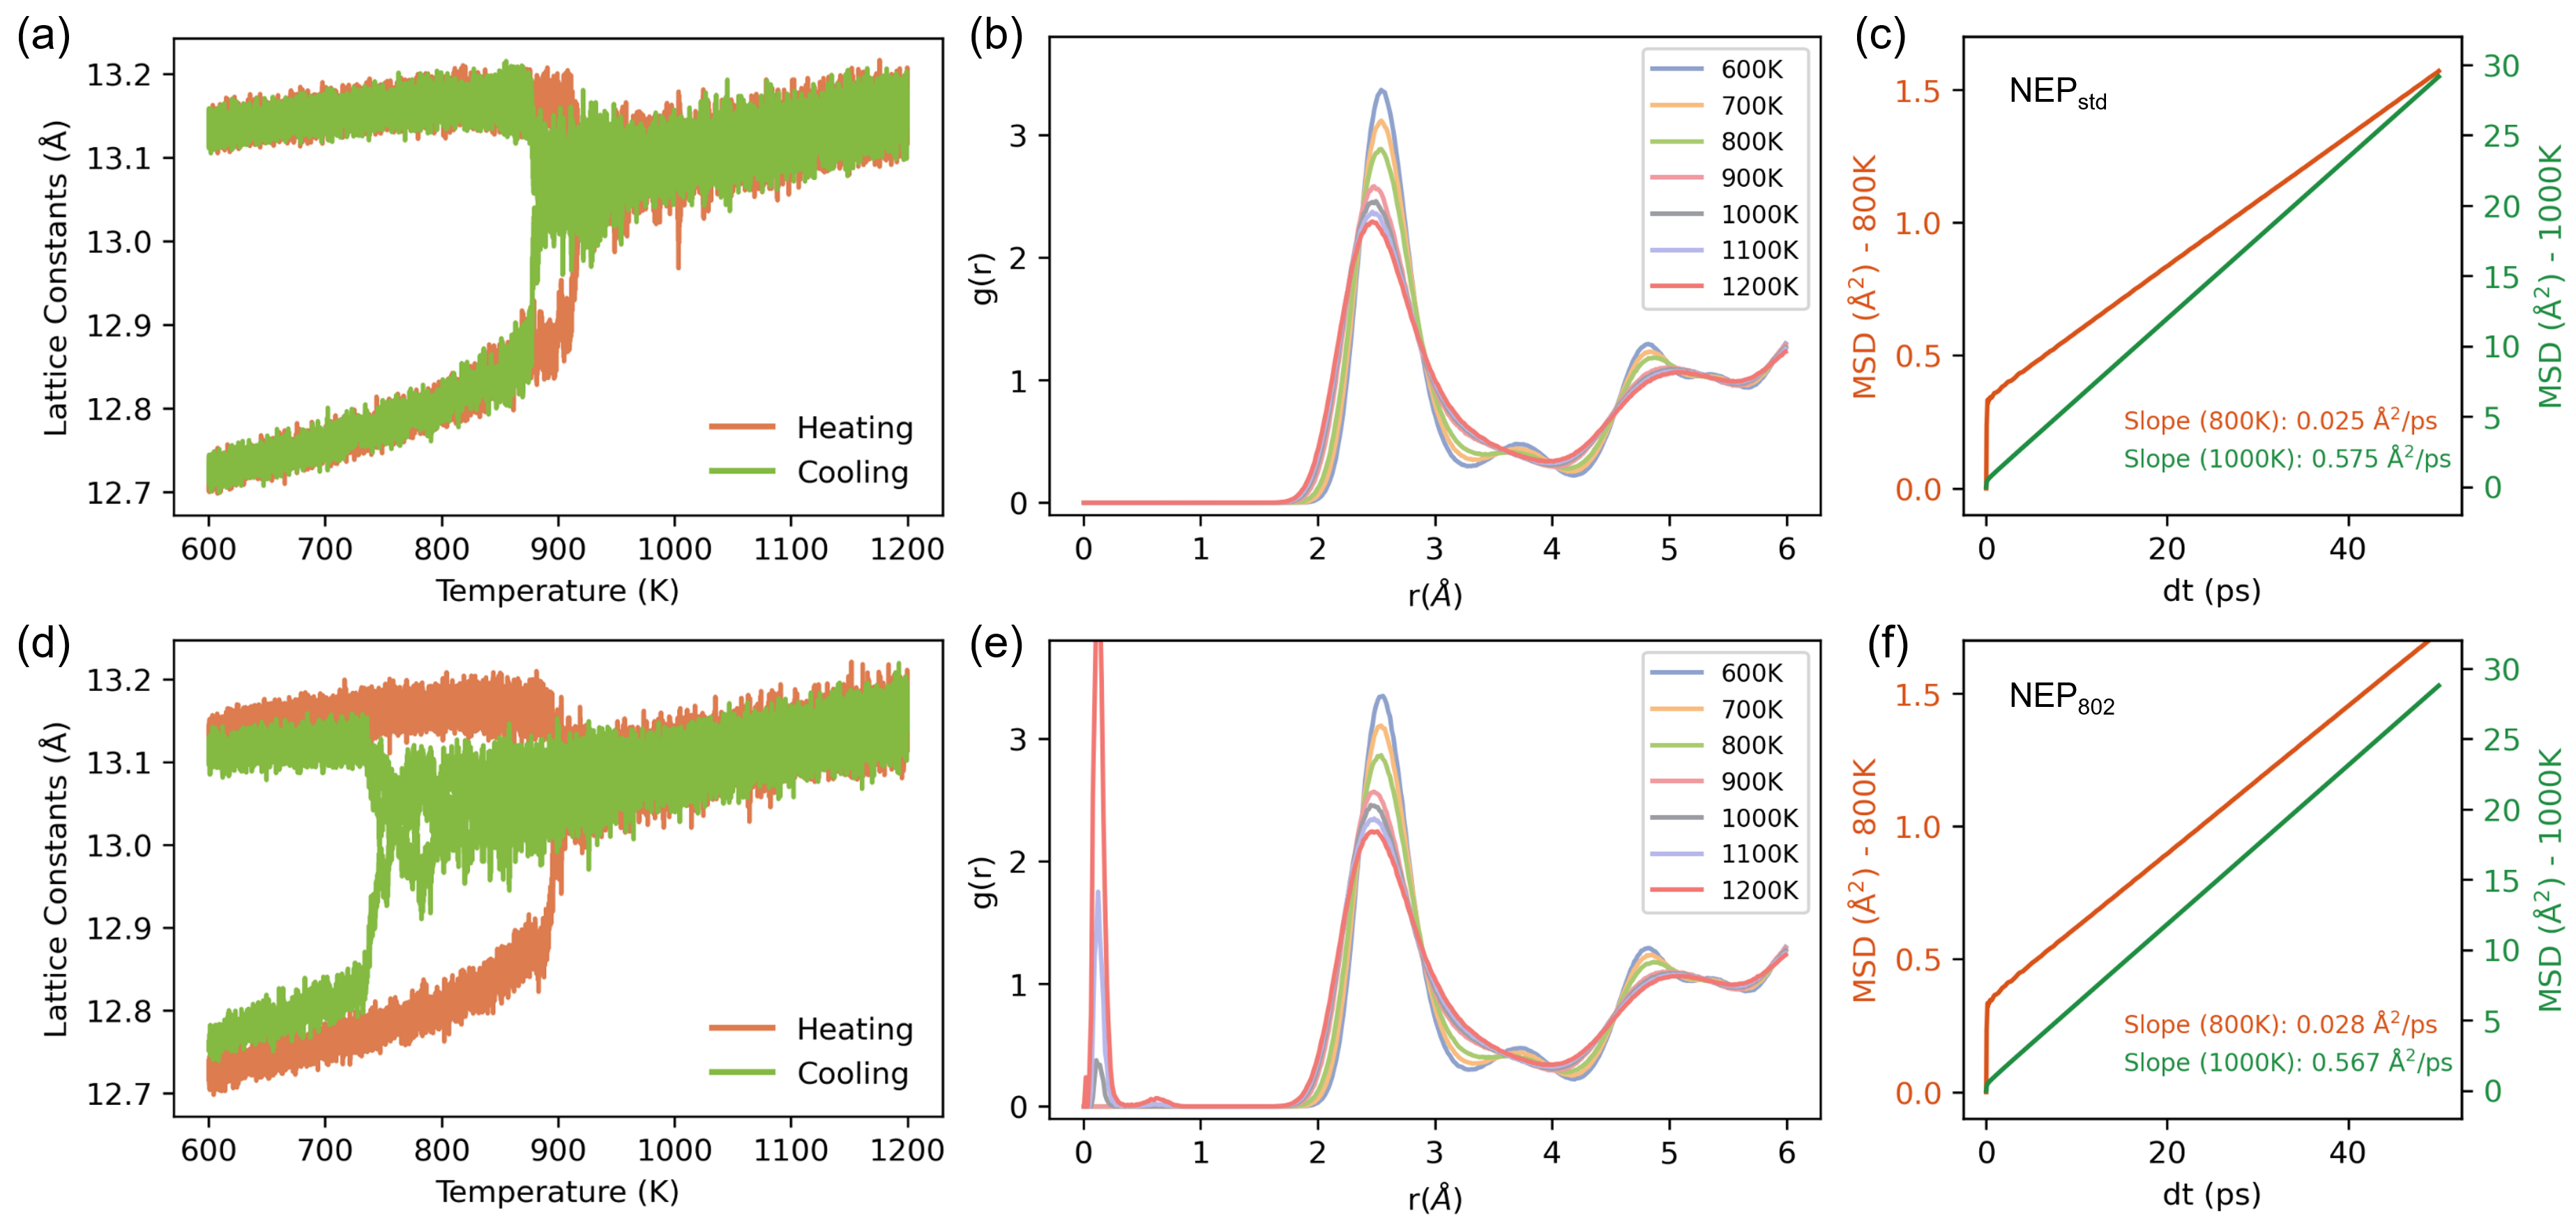 (a)
13.2
13.1
13.0
12.9
12.8
12.7
Lattice Constants (Å)
600 700 800 900 1000 1100 1200
Temperature (K)
Heating
Cooling
(b)
3
2
1
0
g(r)
0 1 2 3 4 5 6
r(Å)
600K
700K
800K
900K
1000K
1100K
1200K
(c)
MSD (Å²) - 800K
1.5
1.0
0.5
0.0
NEPstd
Slope (800K): 0.025 Å²/ps
Slope (1000K): 0.575 Å²/ps
0 20 40
dt (ps)
30
25
20
15
10
5
0
MSD (Å²) - 1000K
(d)
13.2
13.1
13.0
12.9
12.8
12.7
Lattice Constants (Å)
600 700 800 900 1000 1100 1200
Temperature (K)
Heating
Cooling
(e)
3
2
1
0
g(r)
0 1 2 3 4 5 6
r(Å)
600K
700K
800K
900K
1000K
1100K
1200K
(f)
MSD (Å²) - 800K
1.5
1.0
0.5
0.0
NEP802
Slope (800K): 0.028 Å²/ps
Slope (1000K): 0.567 Å²/ps
0 20 40
dt (ps)
30
25
20
15
10
5
0
MSD (Å²) - 1000K